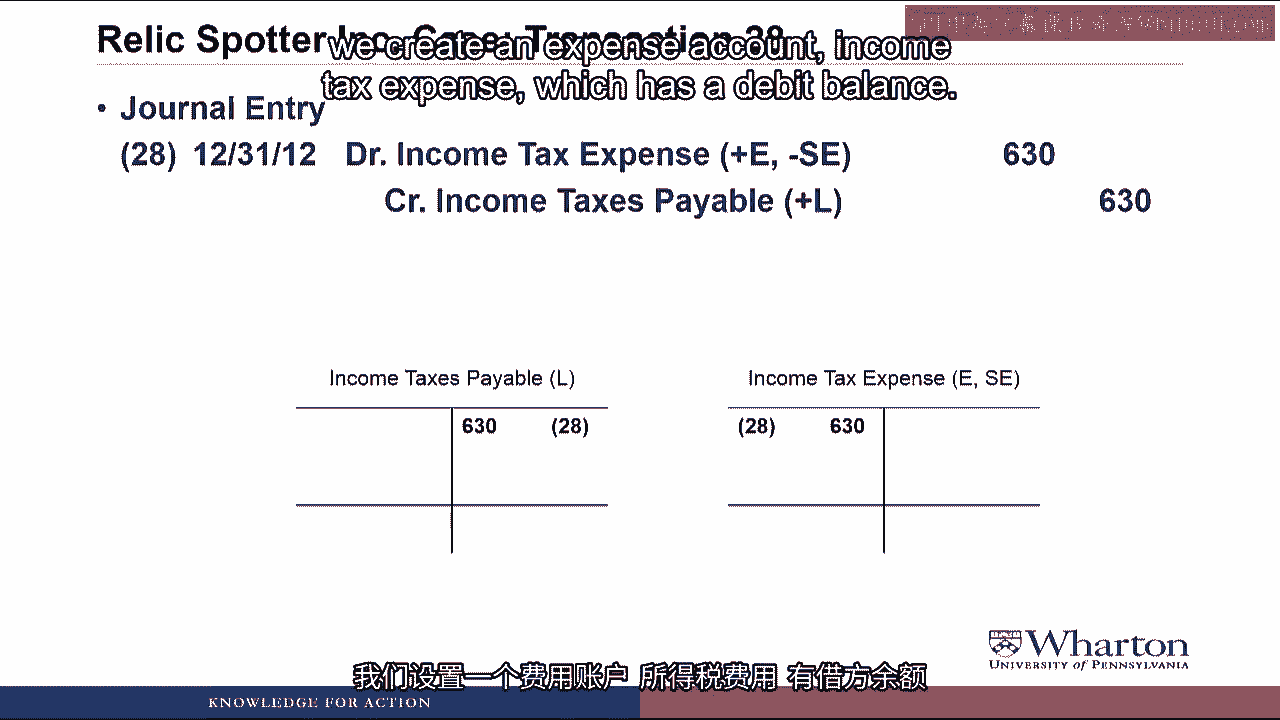 Relic Spotter Inc. Case: Transaction 28
we create an expense account, income
tax expense, which has a debit balance.
• Journal Entry
(28) 12/31/12 Dr. Income Tax Expense (+E, -SE) 630
Cr. Income Taxes Payable (+L) 630
Income Taxes Payable (L) Income Tax Expense (E, SE)
630 (28) (28) 630
Wharton
UNIVERSITY of PENNSYLVANIA
我们设置一个费用账户 所得税费用 有借方余额
KNOWLEDGE FOR ACTION